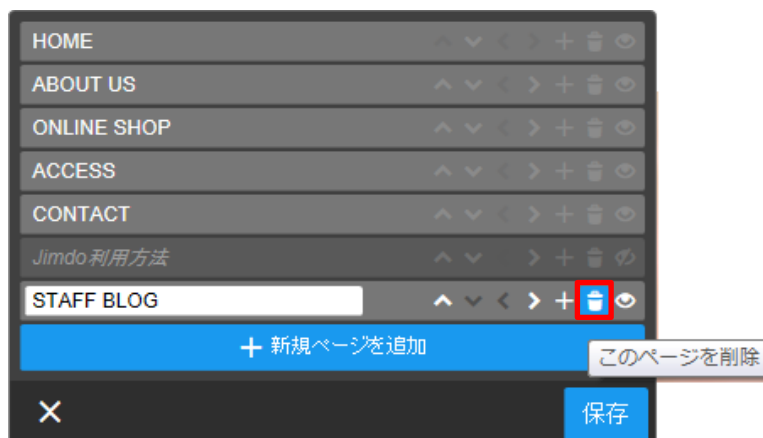 HOME
ABOUT US
ONLINE SHOP
ACCESS
CONTACT
Jimdo利用方法
STAFF BLOG
新規ページを追加
このページを削除
保存